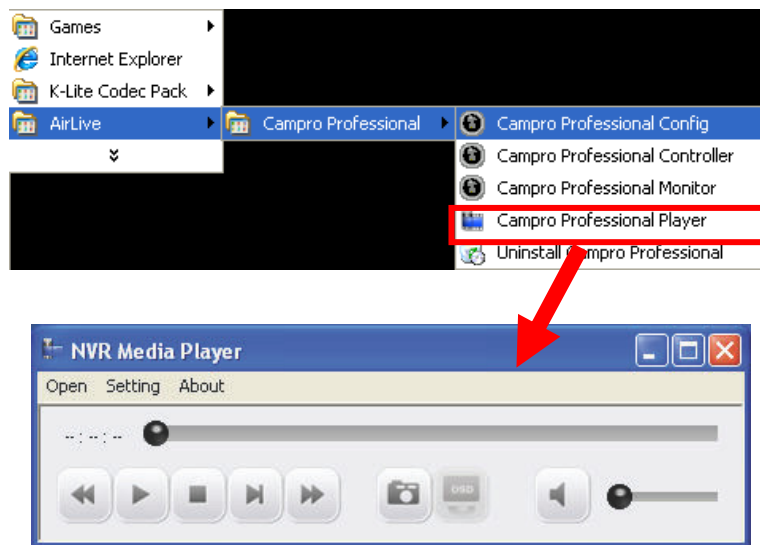 Games
Internet Explorer
K-Lite Codec Pack
AirLive
Campro Professional
Campro Professional Config
Campro Professional Controller
Campro Professional Monitor
Campro Professional Player
Uninstall Campro Professional
NVR Media Player
Open Setting About
-- : -- : --
OSD